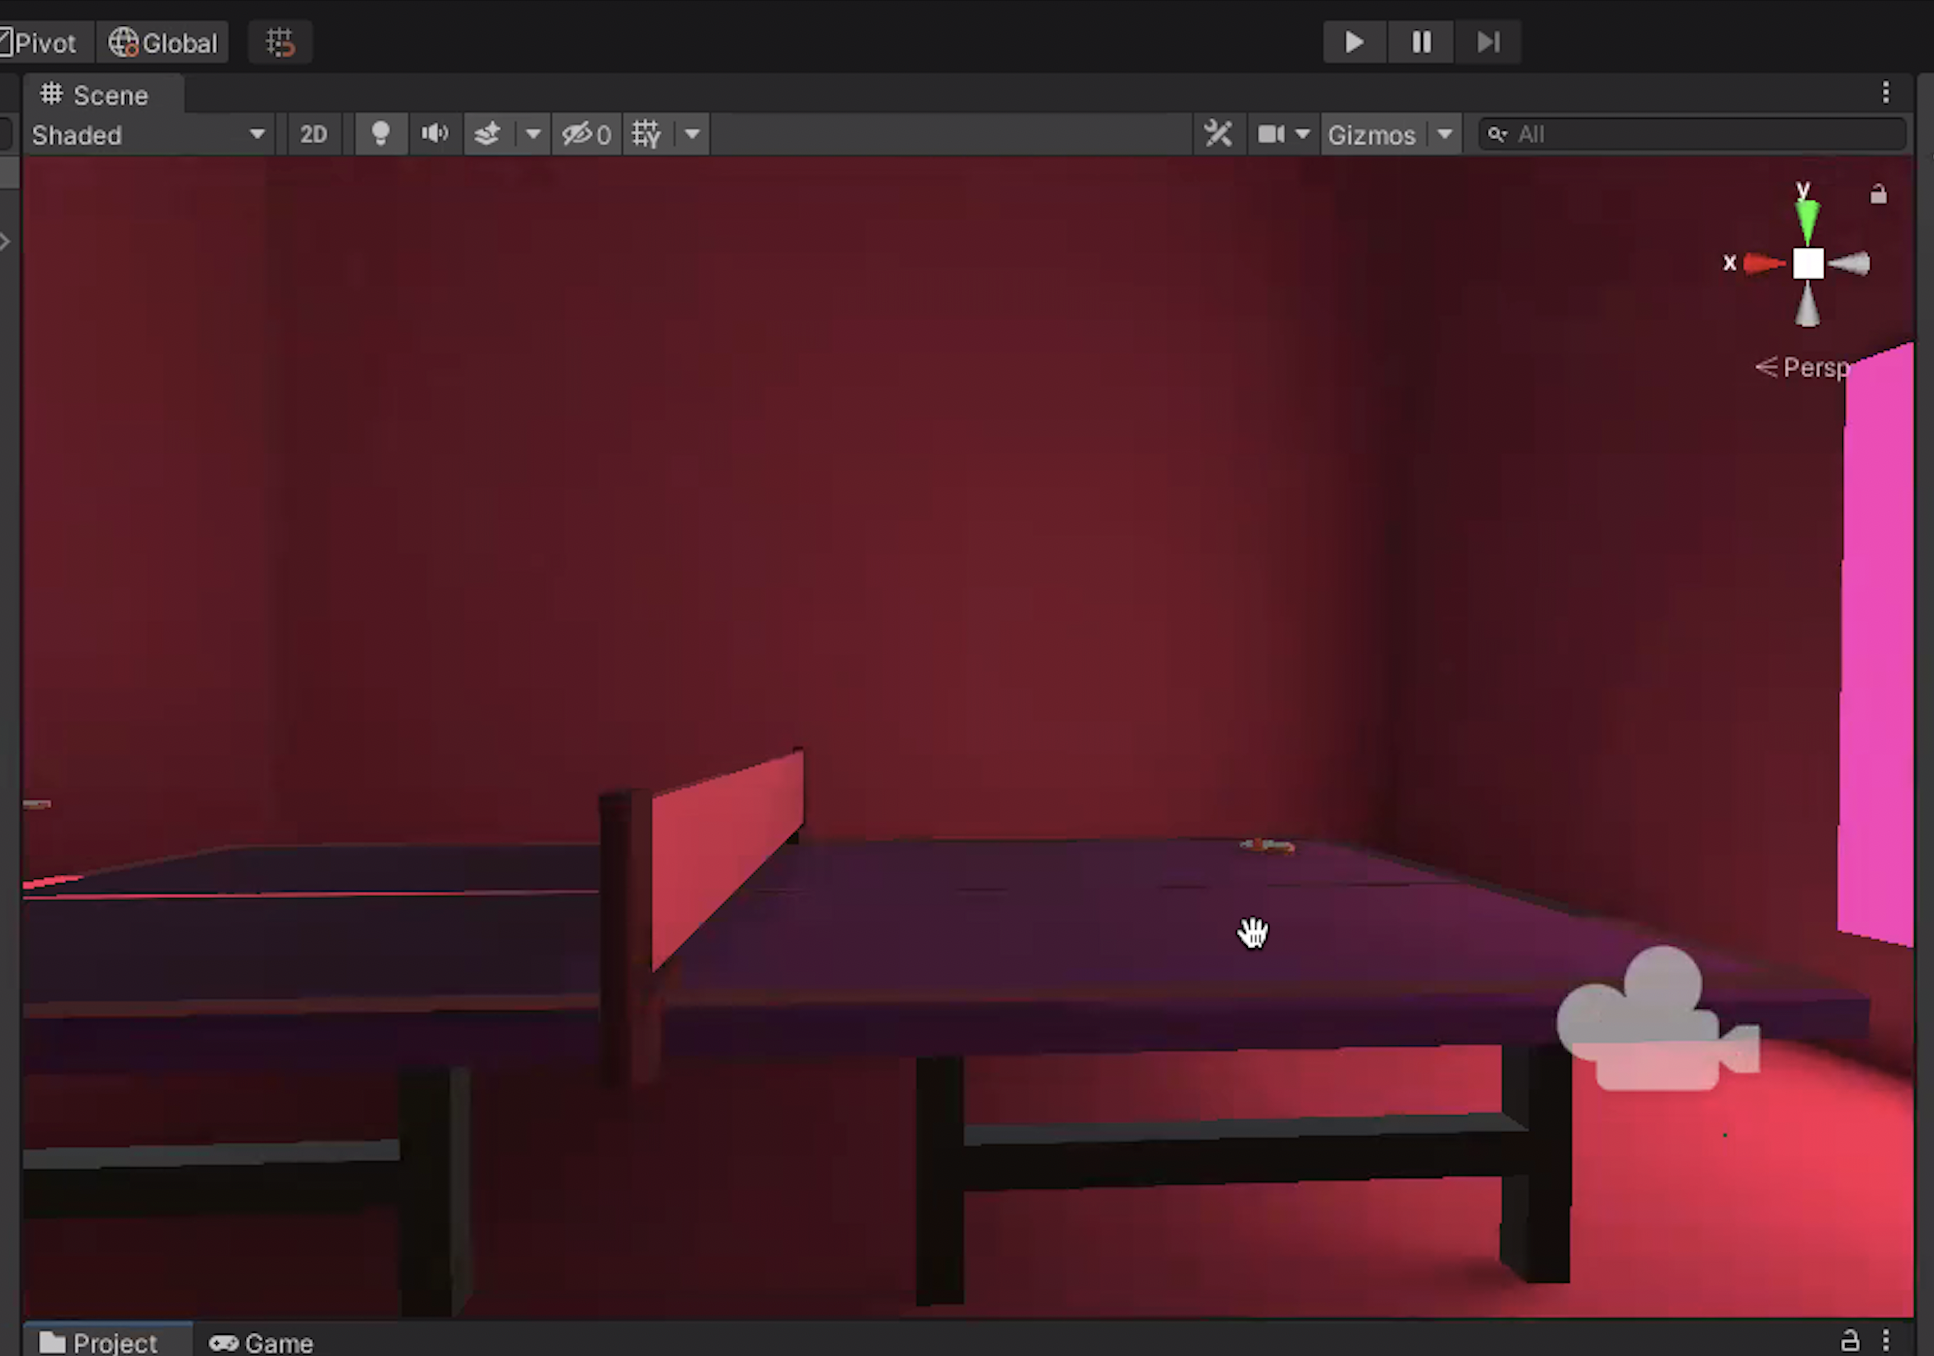 Pivot Global
Scene
Shaded 2D 0 Gizmos All
y
x
Persp
Project Game